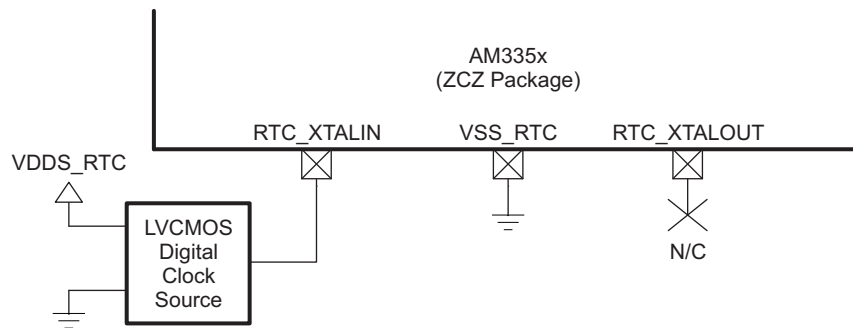 AM335x
(ZCZ Package)
RTC_XTALIN
VSS_RTC
RTC_XTALOUT
VDDS_RTC
LVCMOS
Digital
Clock
Source
N/C